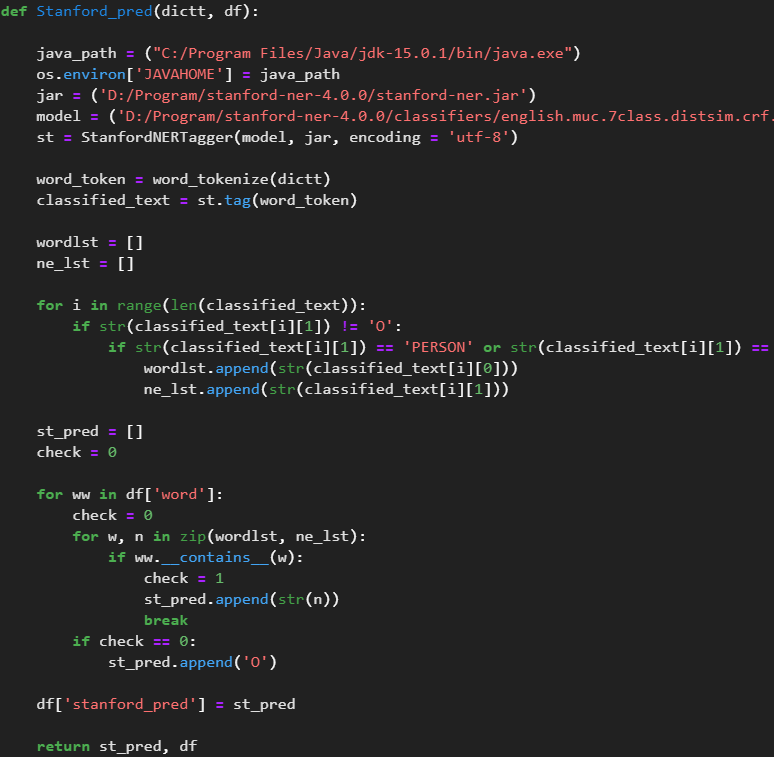 def Stanford_pred(dictt, df):
    java_path = ("C:/Program Files/Java/jdk-15.0.1/bin/java.exe")
    os.environ['JAVAHOME'] = java_path
    jar = ('D:/Program/stanford-ner-4.0.0/stanford-ner.jar')
    model = ('D:/Program/stanford-ner-4.0.0/classifiers/english.muc.7class.distsim.crf.
    st = StanfordNERTagger(model, jar, encoding = 'utf-8')
    word_token = word_tokenize(dictt)
    classified_text = st.tag(word_token)
    wordlst = []
    ne_lst = []
    for i in range(len(classified_text)):
        if str(classified_text[i][1]) != 'O':
            if str(classified_text[i][1]) == 'PERSON' or str(classified_text[i][1]) ==
                wordlst.append(str(classified_text[i][0]))
                ne_lst.append(str(classified_text[i][1]))
    st_pred = []
    check = 0
    for ww in df['word']:
        check = 0
        for w, n in zip(wordlst, ne_lst):
            if ww.__contains__(w):
                check = 1
                st_pred.append(str(n))
                break
        if check == 0:
            st_pred.append('O')
    df['stanford_pred'] = st_pred
    return st_pred, df